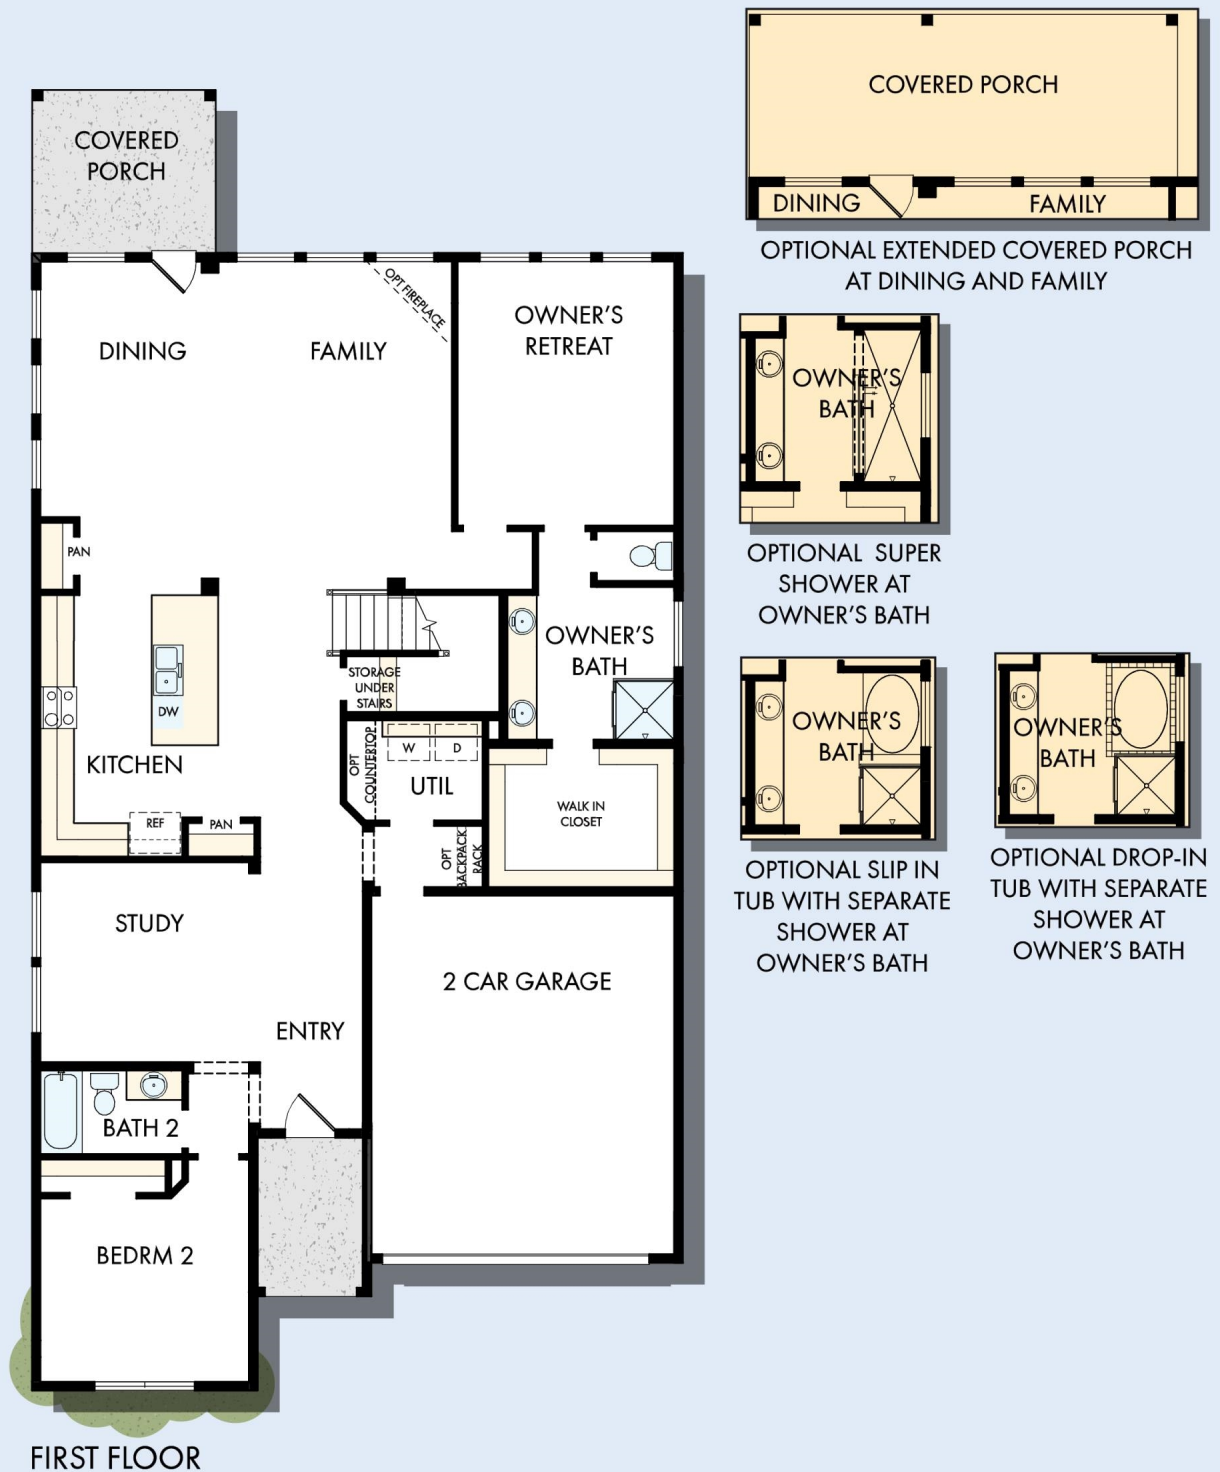 COVERED
PORCH
DINING
FAMILY
OPT FIREPLACE
OWNER'S
RETREAT
PAN
OWNER'S
BATH
STORAGE
UNDER
STAIRS
DW
KITCHEN
OPT
COUNTERTOP
W
D
UTIL
WALK IN
CLOSET
REF
PAN
OPT
BACKPACK
RACK
STUDY
2 CAR GARAGE
ENTRY
BATH 2
BEDRM 2
FIRST FLOOR
COVERED PORCH
DINING
FAMILY
OPTIONAL EXTENDED COVERED PORCH
AT DINING AND FAMILY
OWNER'S
BATH
OPTIONAL SUPER
SHOWER AT
OWNER'S BATH
OWNER'S
BATH
OPTIONAL SLIP IN
TUB WITH SEPARATE
SHOWER AT
OWNER'S BATH
OWNER'S
BATH
OPTIONAL DROP-IN
TUB WITH SEPARATE
SHOWER AT
OWNER'S BATH